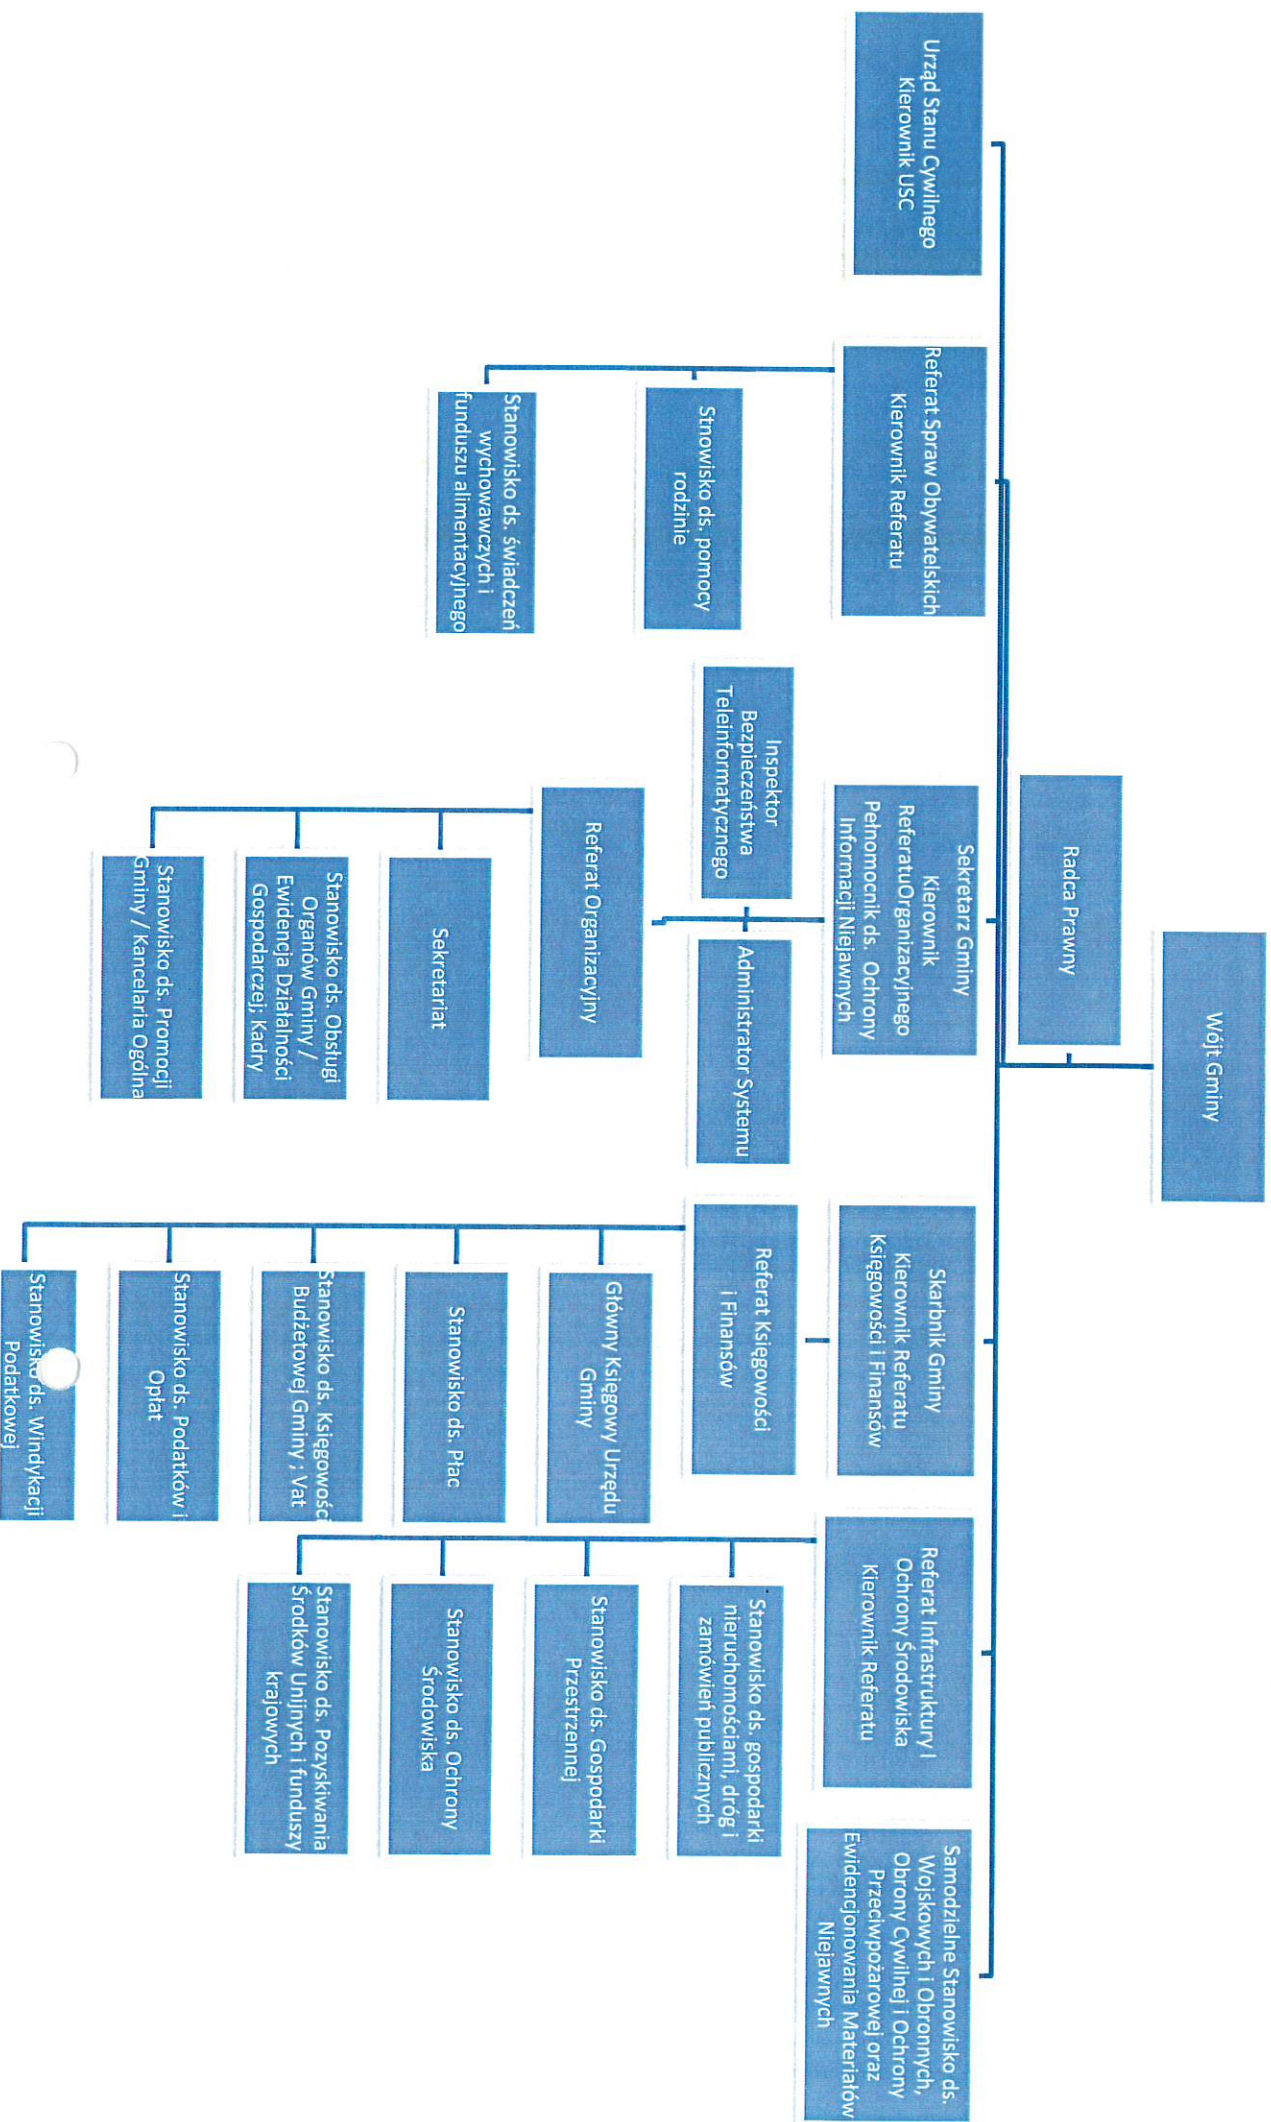 Wójt Gminy
Radca Prawny
Urząd Stanu Cywilnego
Kierownik USC
Referat Spraw Obywatelskich
Kierownik Referatu
Stnowisko ds. pomocy
rodzinie
Stanowisko ds. świadczeń
wychowawczych i
funduszu alimentacyjnego
Sekretarz Gminy
Kierownik
ReferatuOrganizacyjnego
Pełnomocnik ds. Ochrony
Informacji Niejawnych
Inspektor
Bezpieczeństwa
Teleinformatycznego
Administrator Systemu
Referat Organizacyjny
Sekretariat
Stanowisko ds. Obsługi
Organów Gminy /
Ewidencja Działalności
Gospodarczej; Kadry
Stanowisko ds. Promocji
Gminy / Kancelaria Ogólna
Skarbnik Gminy
Kierownik Referatu
Księgowości i Finansów
Referat Księgowości
i Finansów
Główny Księgowy Urzędu
Gminy
Stanowisko ds. Płac
Stanowisko ds. Księgowości
Budżetowej Gminy ; Vat
Stanowisko ds. Podatków i
Opłat
Stanowisko ds. Windykacji
Podatkowej
Referat Infrastruktury I
Ochrony Środowiska
Kierownik Referatu
Stanowisko ds. gospodarki
nieruchomościami, dróg i
zamówień publicznych
Stanowisko ds. Gospodarki
Przestrzennej
Stanowisko ds. Ochrony
Środowiska
Stanowisko ds. Pozyskiwania
Środków Unijnych i funduszy
krajowych
Samodzielne Stanowisko ds.
Wojskowych i Obronnych,
Obrony Cywilnej i Ochrony
Przeciwpożarowej oraz
Ewidencjonowania Materiałów
Niejawnych